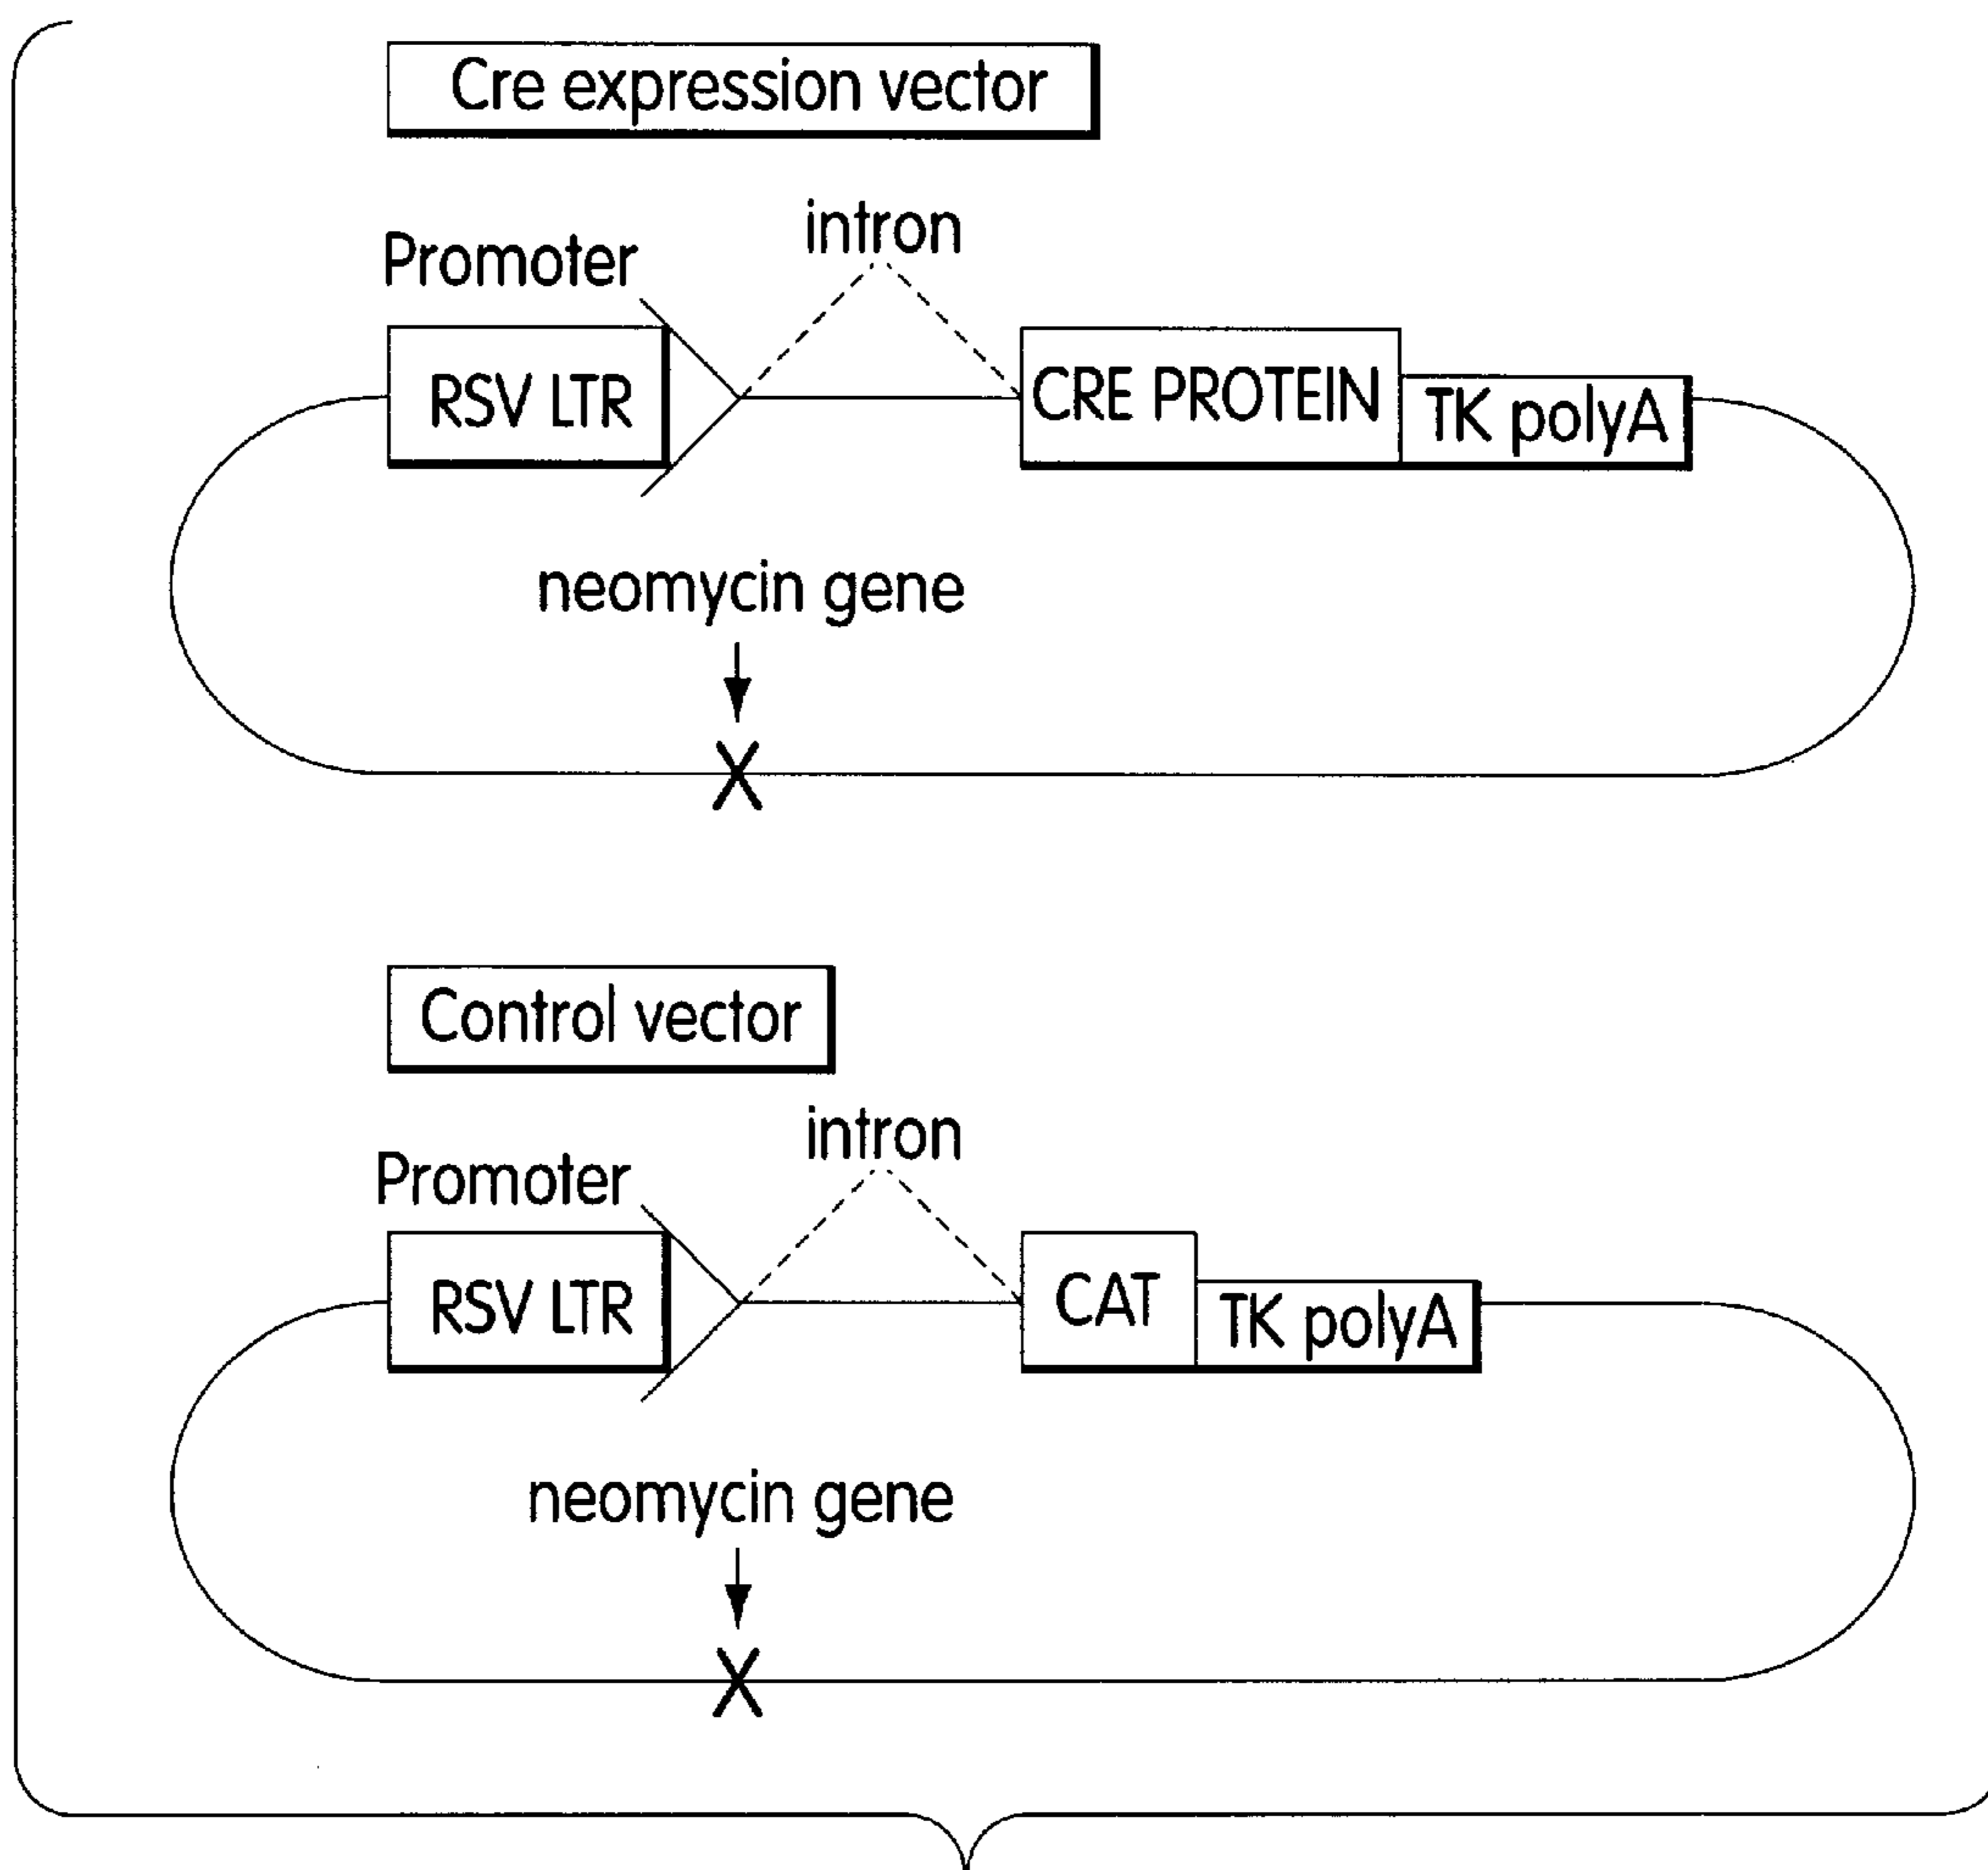 Cre expression vector
intron
Promoter
RSV LTR
CRE PROTEIN
TK polyA
neomycin gene
X
Control vector
intron
Promoter
RSV LTR
CAT
TK polyA
neomycin gene
X